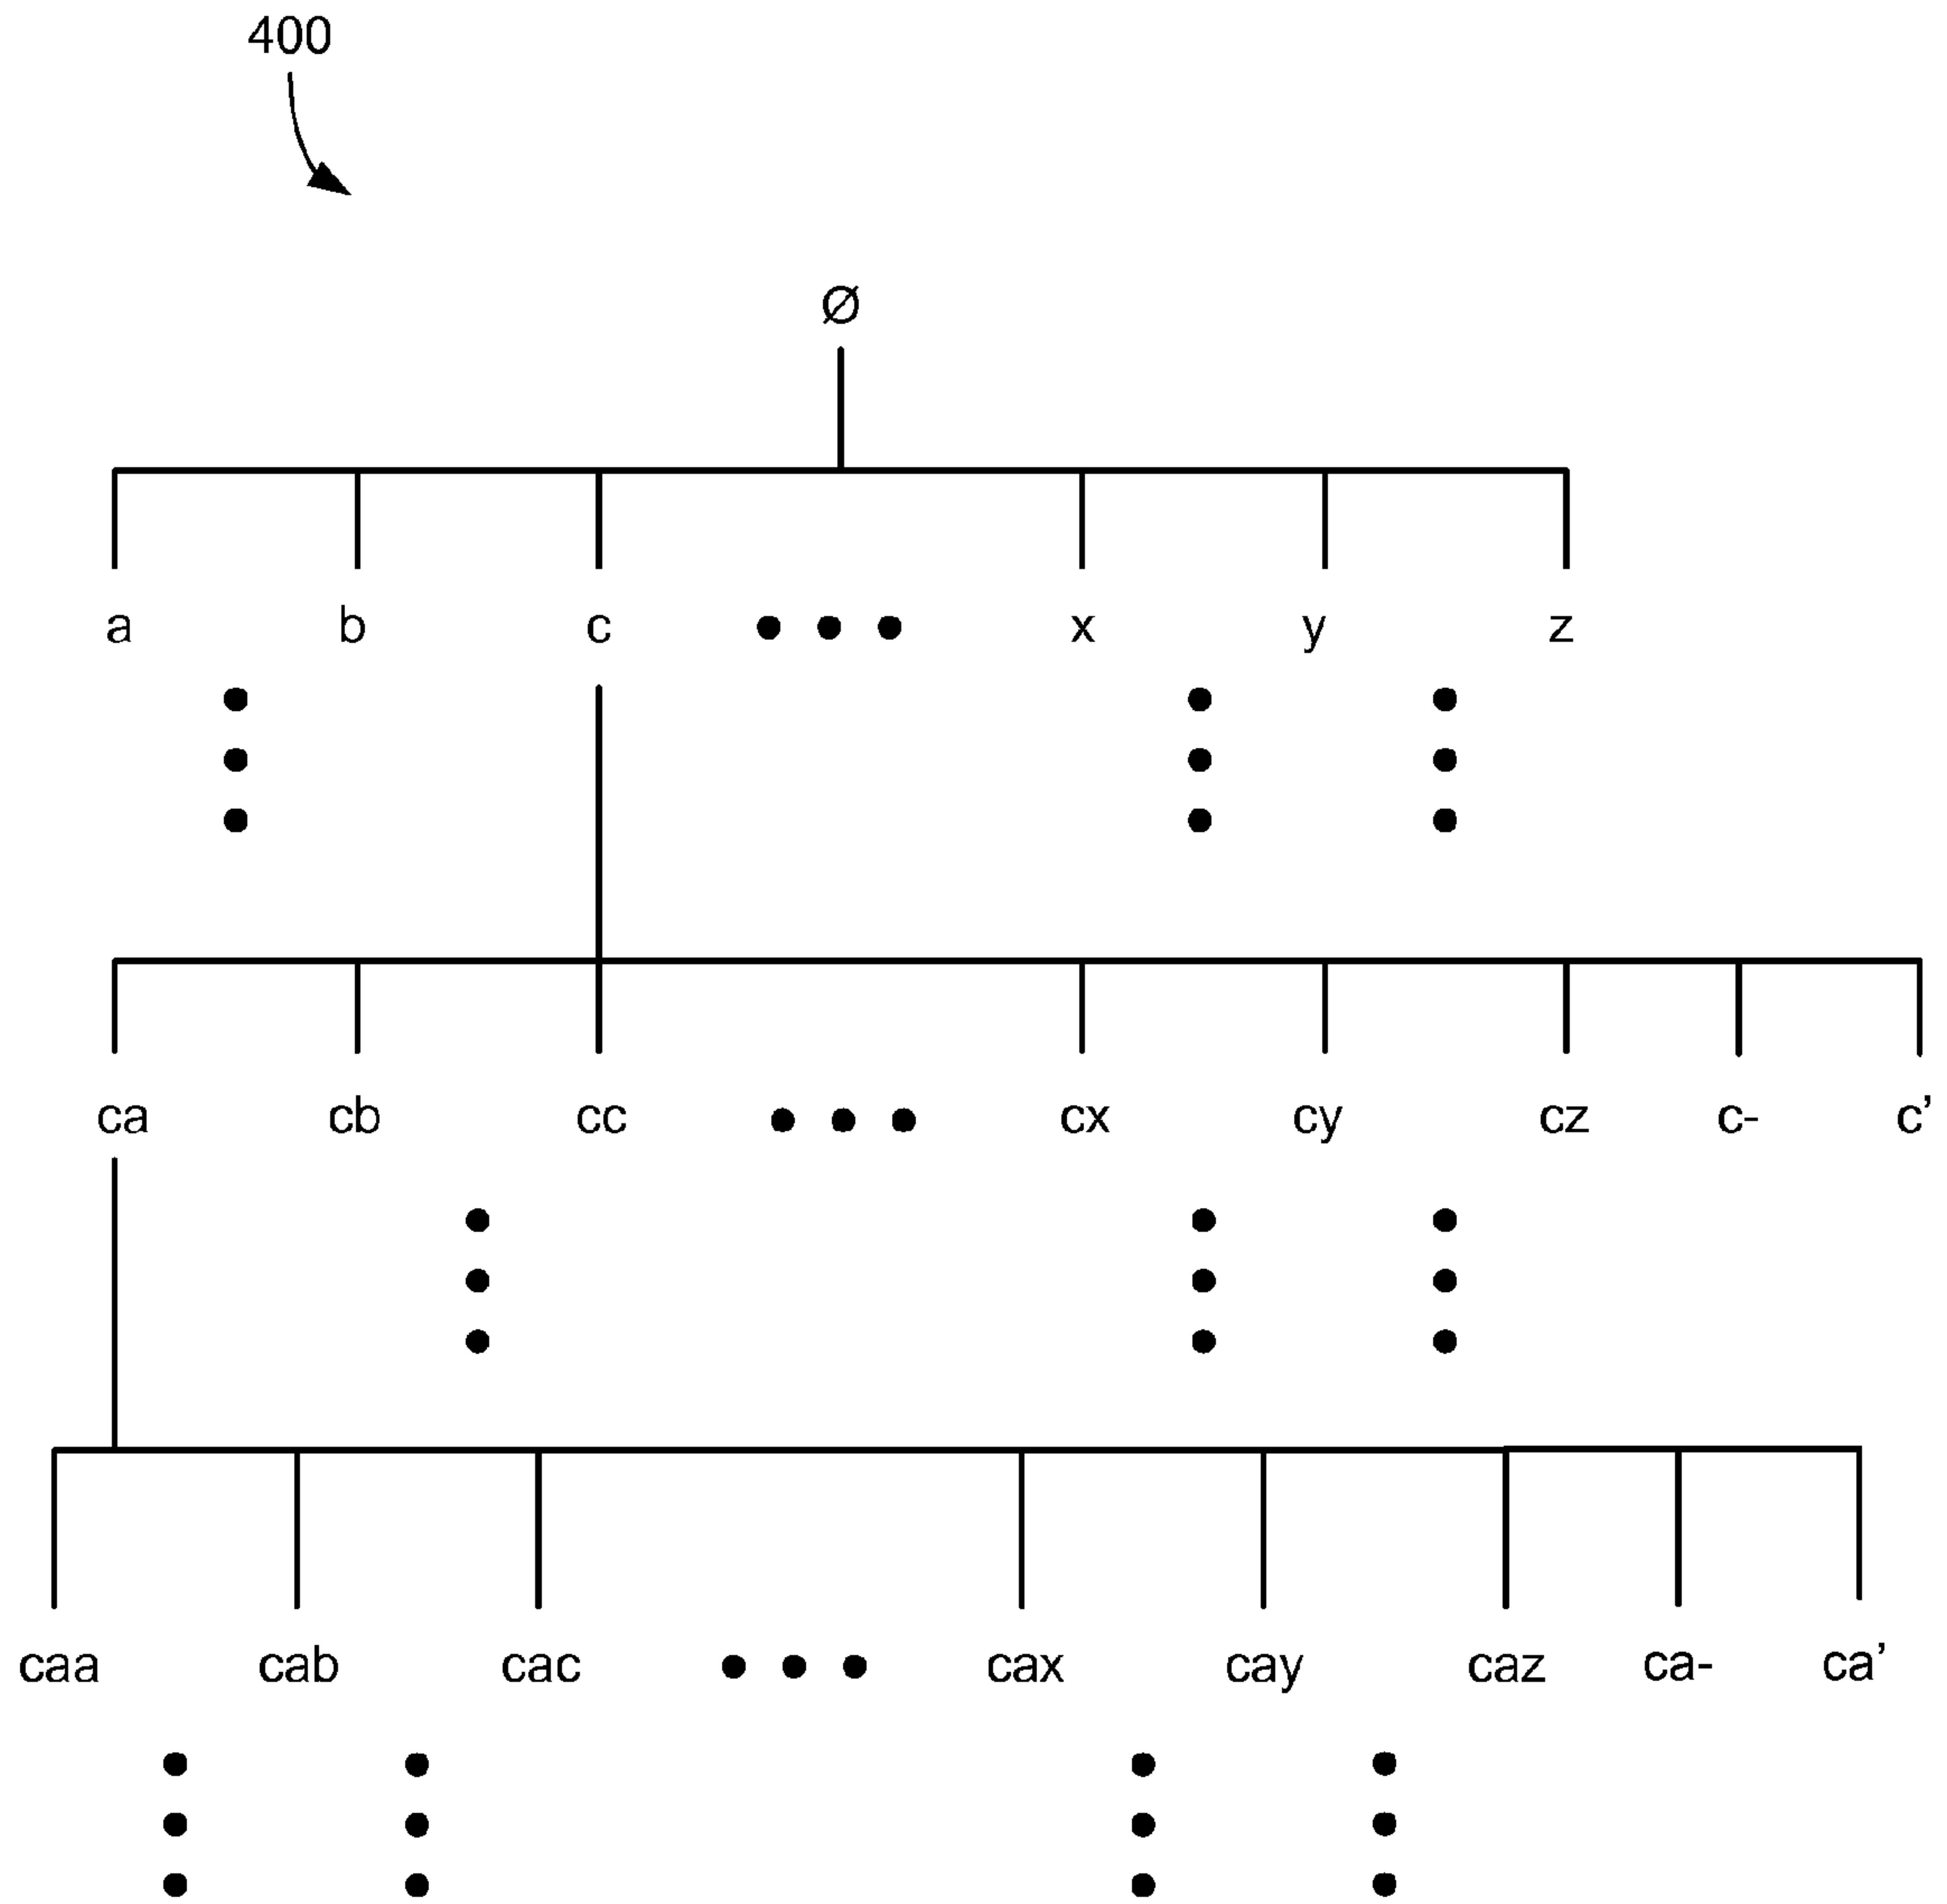 400
Ø
a b c • • • x y z
ca cb cc • • • cx cy cz c- c’
caa cab cac • • • cax cay caz ca- ca’